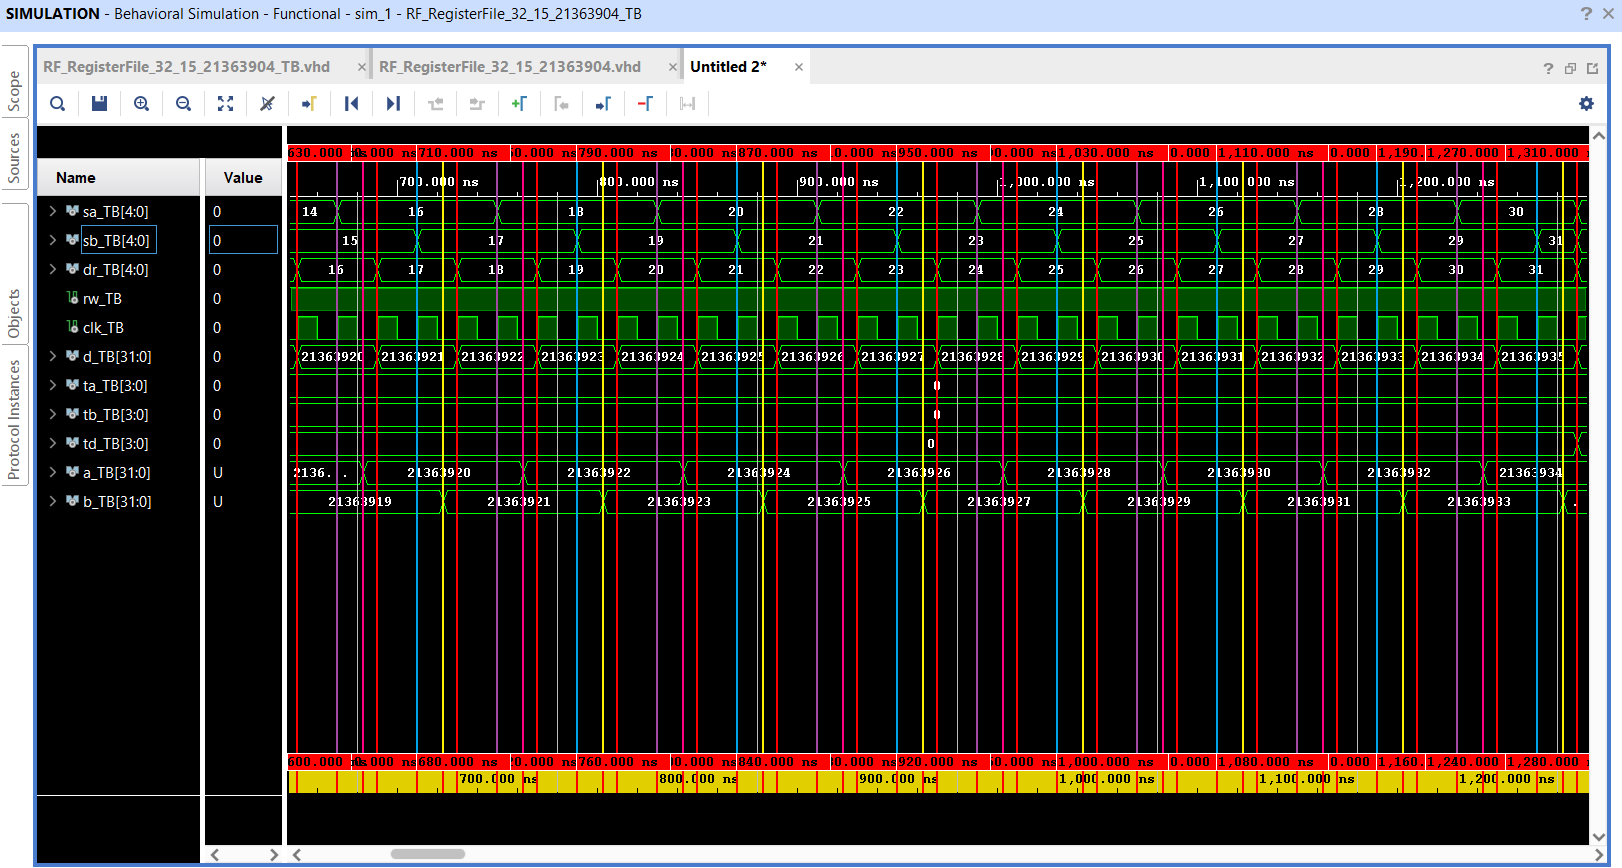 SIMULATION - Behavioral Simulation - Functional - sim_1 - RF_RegisterFile_32_15_21363904_TB
? ×
Scope
Sources
Objects
Protocol Instances
RF_RegisterFile_32_15_21363904_TB.vhd × RF_RegisterFile_32_15_21363904.vhd × Untitled 2* ×
Name Value
sa_TB[4:0] 0
sb_TB[4:0] 0
dr_TB[4:0] 0
rw_TB 0
clk_TB 0
d_TB[31:0] 0
ta_TB[3:0] 0
tb_TB[3:0] 0
td_TB[3:0] 0
a_TB[31:0] U
b_TB[31:0] U
630.000 710.000 ns 790.000 ns 870.000 ns 950.000 ns 1,030.000 ns 1,110.000 ns 1,190. 1,270.000 1,310.000
700.000 ns 800.000 ns 900.000 ns 1,000.000 ns 1,100.000 ns 1,200.000 ns
14 16 18 20 22 24 26 28 30
15 17 19 21 23 25 27 29 31
16 17 18 19 20 21 22 23 24 25 26 27 28 29 30 31
21363920 21363921 21363922 21363923 21363924 21363925 21363926 21363927 21363928 21363929 21363930 21363931 21363932 21363933 21363934 21363935
0
0
0
2136... 21363920 21363922 21363924 21363926 21363928 21363930 21363932 21363934
21363919 21363921 21363923 21363925 21363927 21363929 21363931 21363933 .
600.000 680.000 ns 760.000 ns 840.000 ns 920.000 ns 1,000.000 ns 1,080.000 ns 1,160. 1,240.000 1,280.000
700.000 ns 800.000 ns 900.000 ns 1,000.000 ns 1,100.000 ns 1,200.000 ns